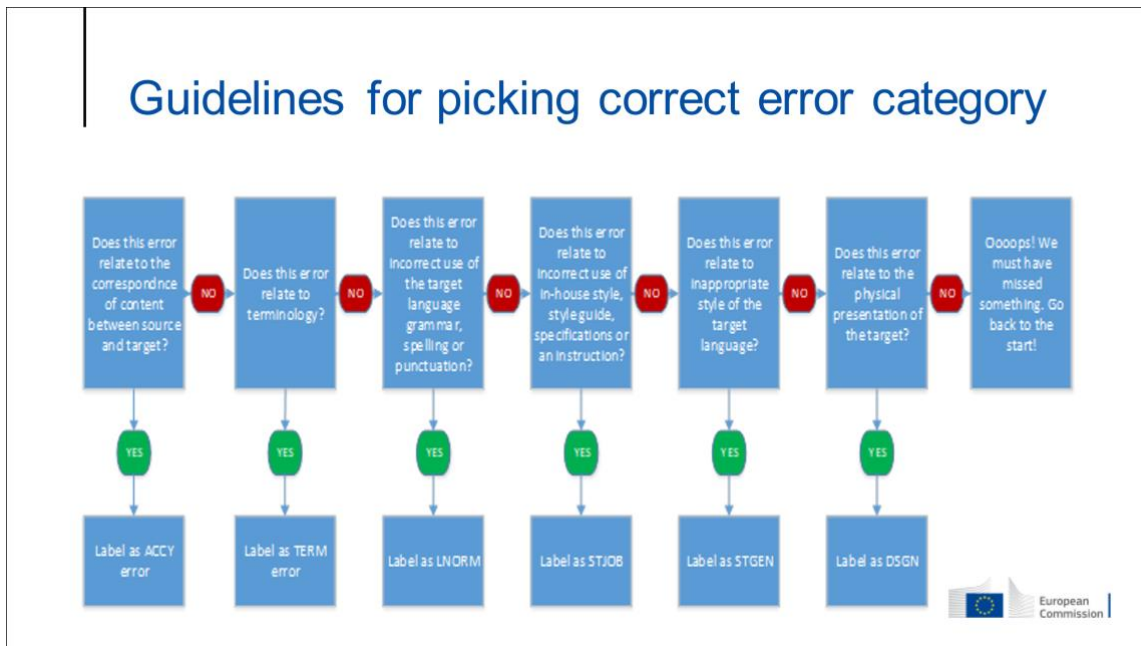 Guidelines for picking correct error category
Does this error
relate to the
correspondnce
of content
between source
and target?
NO
Does this error
relate to
terminology?
NO
Does this error
relate to
incorrect use of
the target
language
grammar,
spelling or
punctuation?
NO
Does this error
relate to
incorrect use of
in-house style,
style guide,
specifications or
an instruction?
NO
Does this error
relate to
inappropriate
style of the
target
language?
NO
Does this error
relate to the
physical
presentation of
the target?
NO
Oooops! We
must have
missed
something. Go
back to the
start!
YES
YES
YES
YES
YES
YES
Label as ACCY
error
Label as TERM
error
Label as LNORM
Label as STJOB
Label as STGEN
Label as DSGN
European
Commission